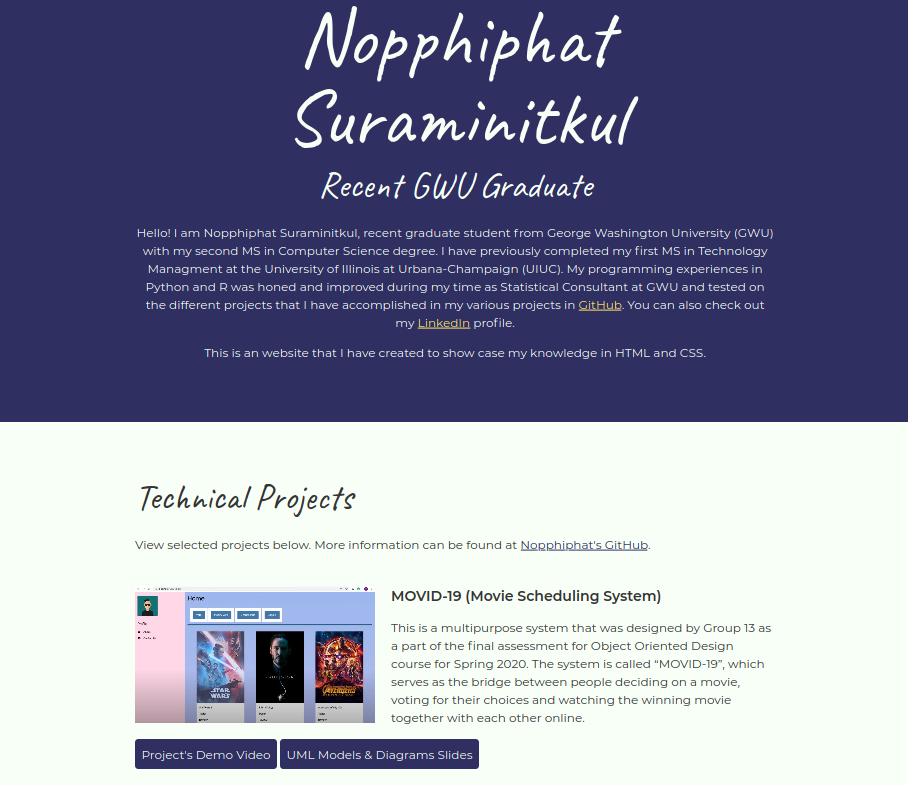 Nopphiphat
Suraminitkul
Recent GWU Graduate
Hello! I am Nopphiphat Suraminitkul, recent graduate student from George Washington University (GWU)
with my second MS in Computer Science degree. I have previously completed my first MS in Technology
Managment at the University of Illinois at Urbana-Champaign (UIUC). My programming experiences in
Python and R was honed and improved during my time as Statistical Consultant at GWU and tested on
the different projects that I have accomplished in my various projects in GitHub. You can also check out
my LinkedIn profile.
This is an website that I have created to show case my knowledge in HTML and CSS.
Technical Projects
View selected projects below. More information can be found at Nopphiphat's GitHub.
Home
STAR
WARS
AVENGERS
MOVID-19 (Movie Scheduling System)
This is a multipurpose system that was designed by Group 13 as
a part of the final assessment for Object Oriented Design
course for Spring 2020. The system is called “MOVID-19”, which
serves as the bridge between people deciding on a movie,
voting for their choices and watching the winning movie
together with each other online.
Project's Demo Video
UML Models & Diagrams Slides